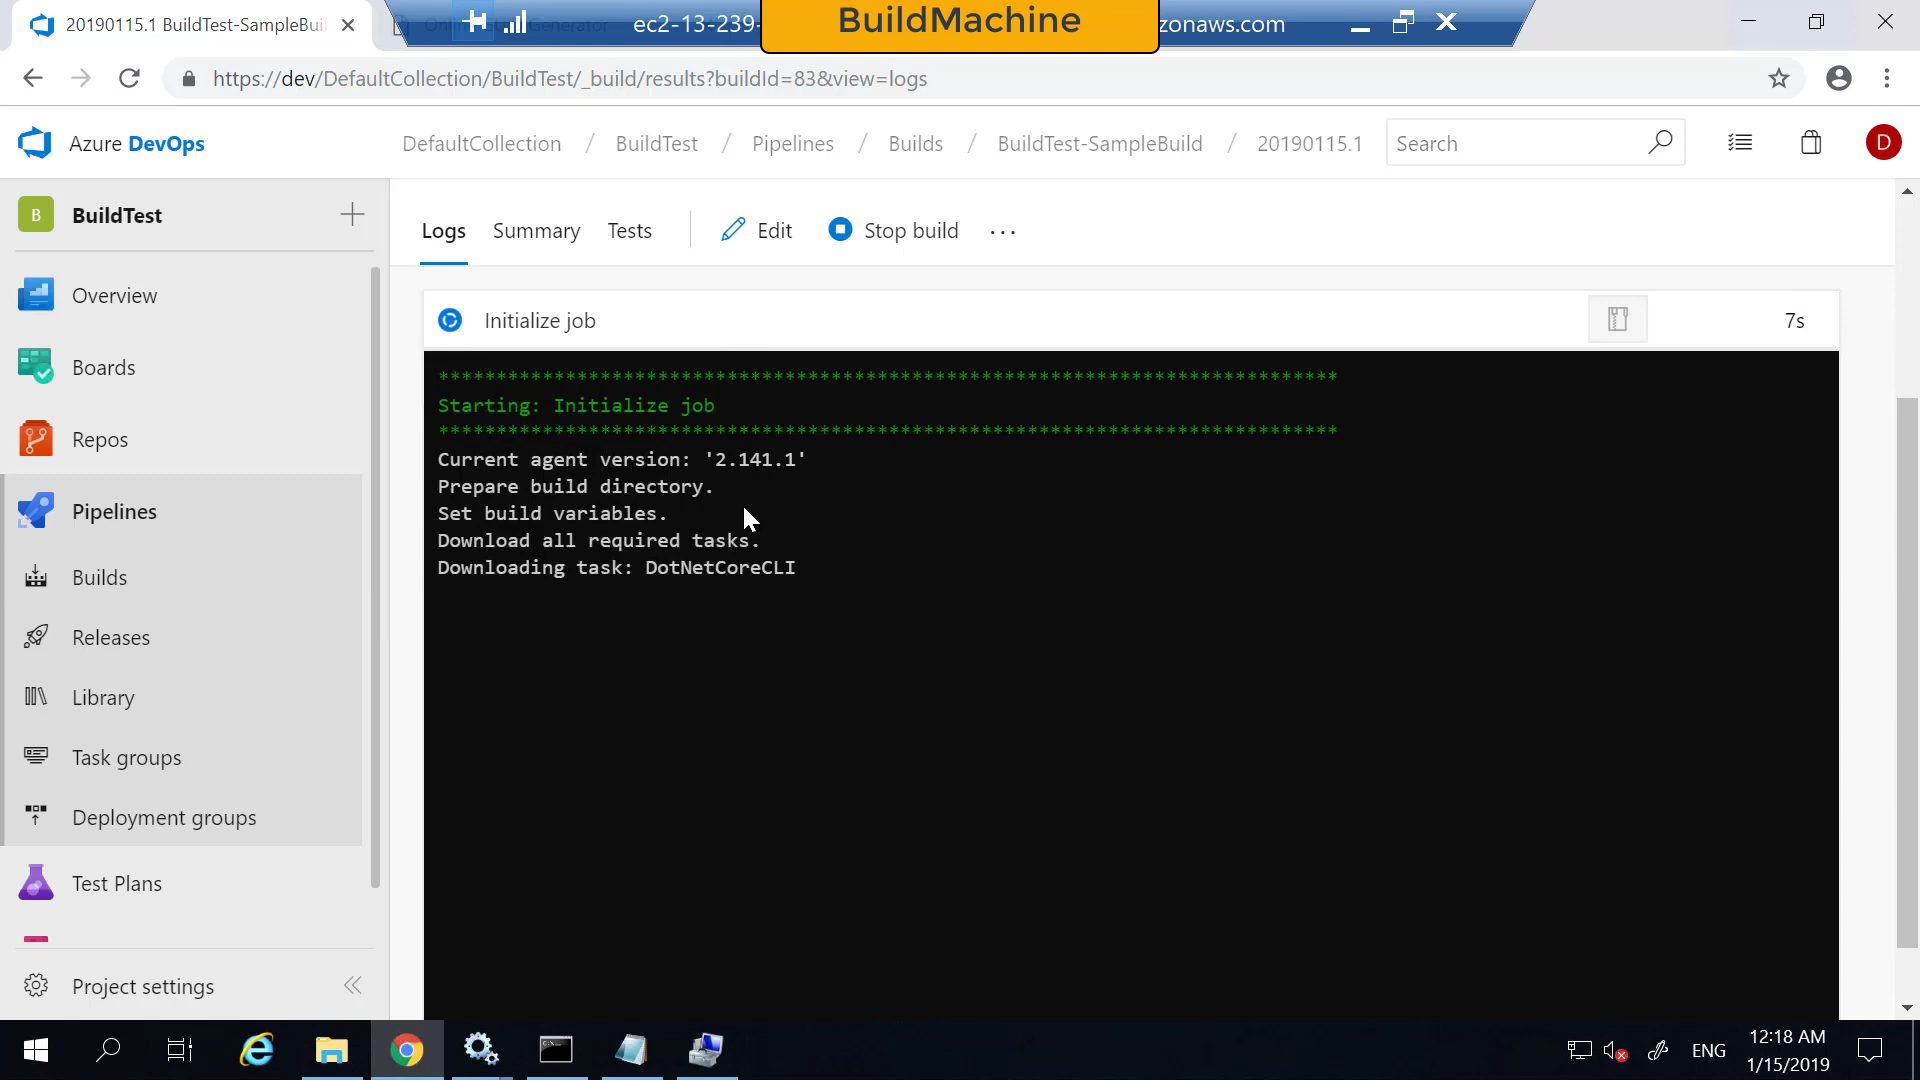 20190115.1 BuildTest-SampleBuil
ec2-13-239-
BuildMachine
zonaws.com
https://dev/DefaultCollection/BuildTest/_build/results?buildId=83&view=logs
Azure DevOps
DefaultCollection / BuildTest / Pipelines / Builds / BuildTest-SampleBuild / 20190115.1
Search
D
B
BuildTest
Logs
Summary
Tests
Edit
Stop build
...
Overview
Boards
Repos
Pipelines
Builds
Releases
Library
Task groups
Deployment groups
Test Plans
Project settings
Initialize job
7s
******************************************************************************
Starting: Initialize job
******************************************************************************
Current agent version: '2.141.1'
Prepare build directory.
Set build variables.
Download all required tasks.
Downloading task: DotNetCoreCLI
ENG
12:18 AM
1/15/2019